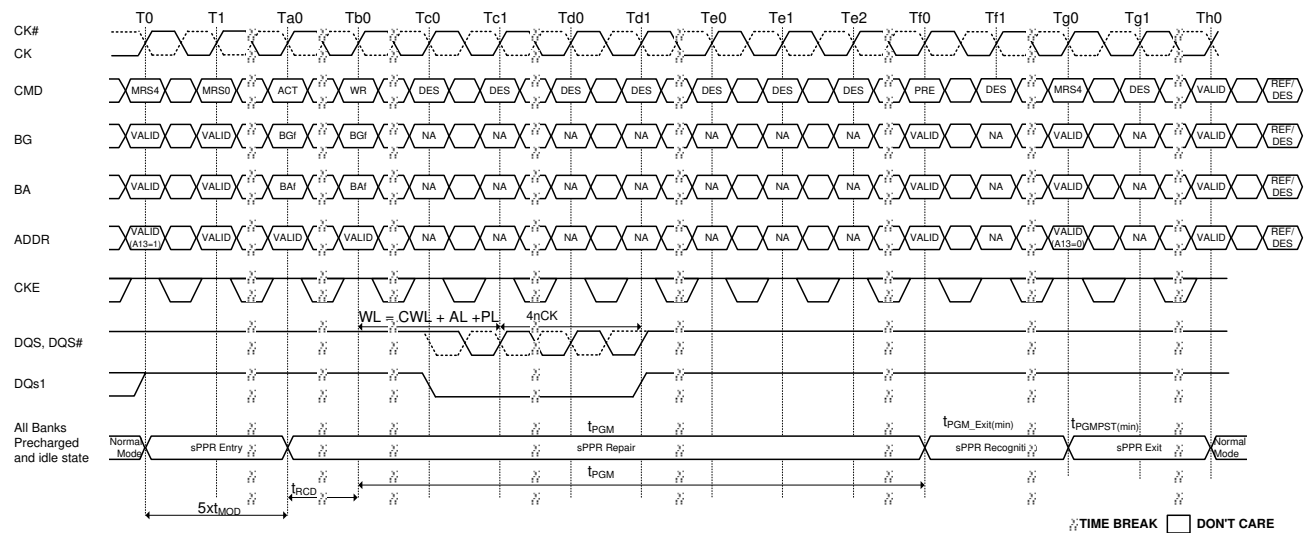 T0 T1 Ta0 Tb0 Tc0 Tc1 Td0 Td1 Te0 Te1 Te2 Tf0 Tf1 Tg0 Tg1 Th0
CK#
CK
CMD MRS4 MRS0 ACT WR DES DES DES DES DES DES DES PRE DES MRS4 DES VALID REF/
DES
BG VALID VALID BGf BGf NA NA NA NA NA NA NA VALID NA VALID NA VALID REF/
DES
BA VALID VALID BAf BAf NA NA NA NA NA NA NA VALID NA VALID NA VALID REF/
DES
ADDR VALID
(A13=1) VALID VALID VALID NA NA NA NA NA NA NA VALID NA VALID
(A13=0) NA VALID REF/
DES
CKE
WL = CWL + AL +PL 4nCK
DQS, DQS#
DQs1
All Banks
Precharged
and idle state
Normal
Mode
sPPR Entry
tPGM
sPPR Repair
tPGM_Exit(min)
sPPR Recogniti
tPGMPST(min)
sPPR Exit
Normal
Mode
tRCD
tPGM
5xtMOD
TIME BREAK DON'T CARE